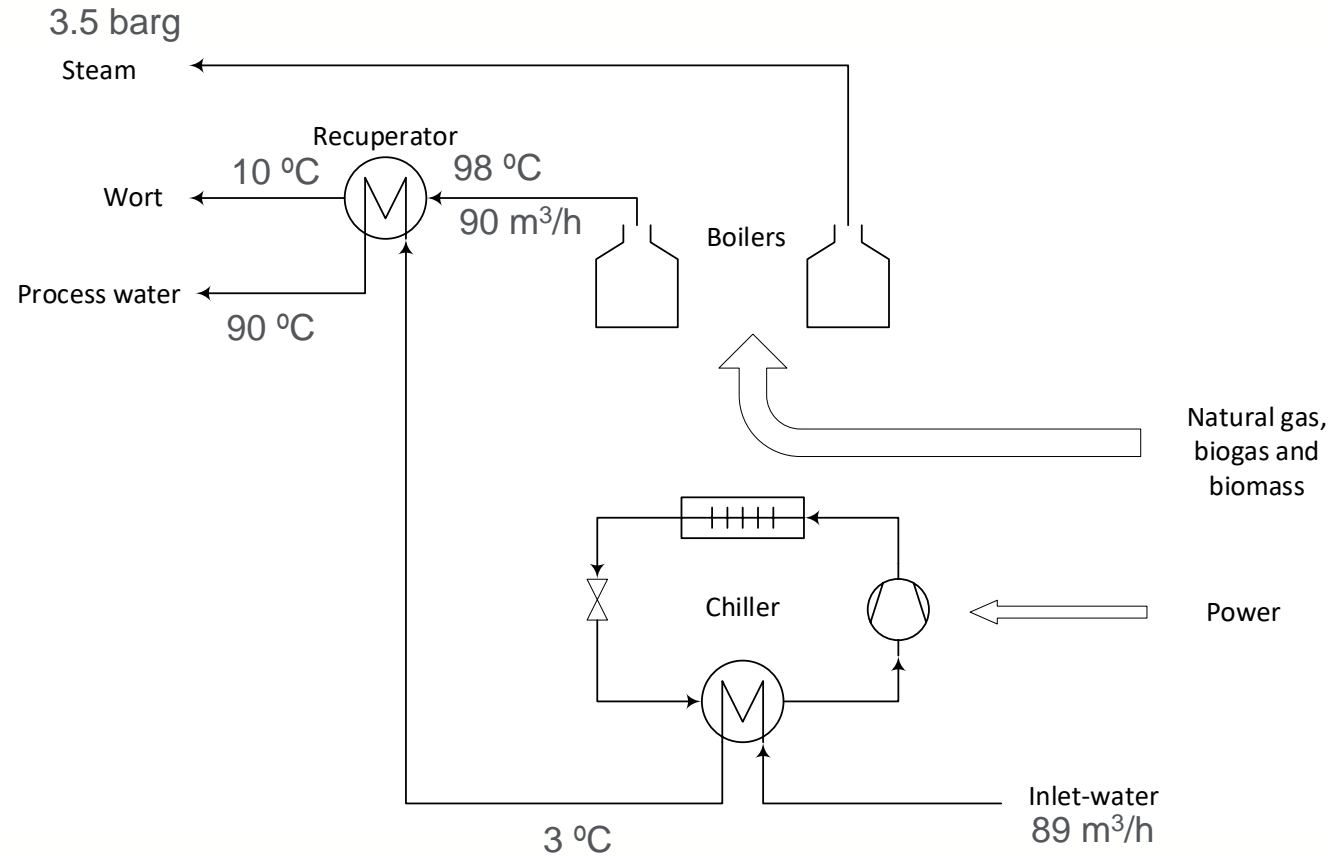 3.5 barg
Steam
Recuperator
10 ºC
98 ºC
Wort
90 m³/h
Boilers
Process water
90 ºC
Natural gas,
biogas and
biomass
Chiller
Power
Inlet-water
89 m³/h
3 ºC